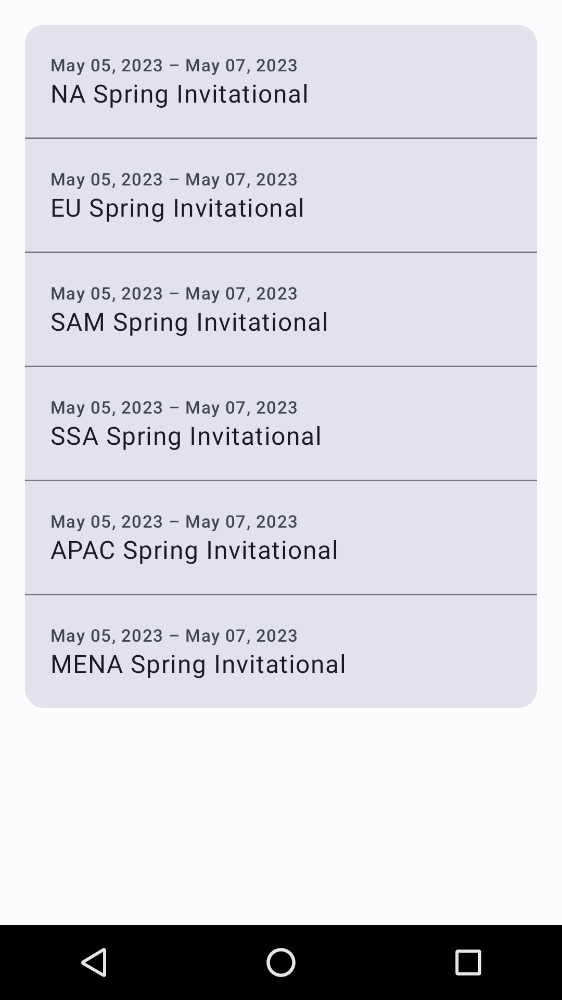 May 05, 2023 – May 07, 2023
NA Spring Invitational
May 05, 2023 – May 07, 2023
EU Spring Invitational
May 05, 2023 – May 07, 2023
SAM Spring Invitational
May 05, 2023 – May 07, 2023
SSA Spring Invitational
May 05, 2023 – May 07, 2023
APAC Spring Invitational
May 05, 2023 – May 07, 2023
MENA Spring Invitational